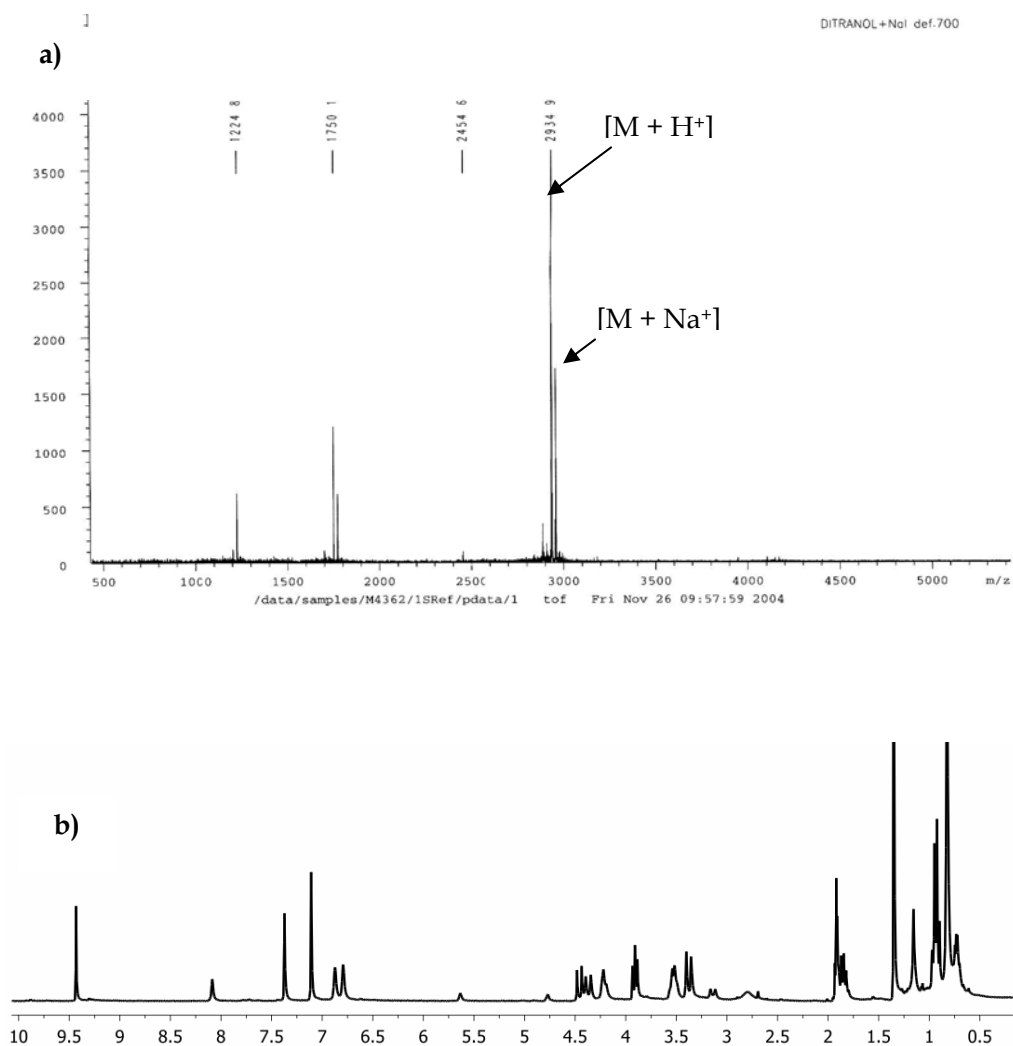 ]
DITRANOL+NaI def.700
a)
1224 8
1750 1
2454 6
2934 9
4000
3500
3000
2500
2000
1500
1000
500
0
[M + H⁺]
[M + Na⁺]
500 1000 1500 2000 2500 3000 3500 4000 4500 5000 m/z
/data/samples/M4362/1SRef/pdata/1 tof Fri Nov 26 09:57:59 2004
b)
10 9.5 9 8.5 8 7.5 7 6.5 6 5.5 5 4.5 4 3.5 3 2.5 2 1.5 1 0.5